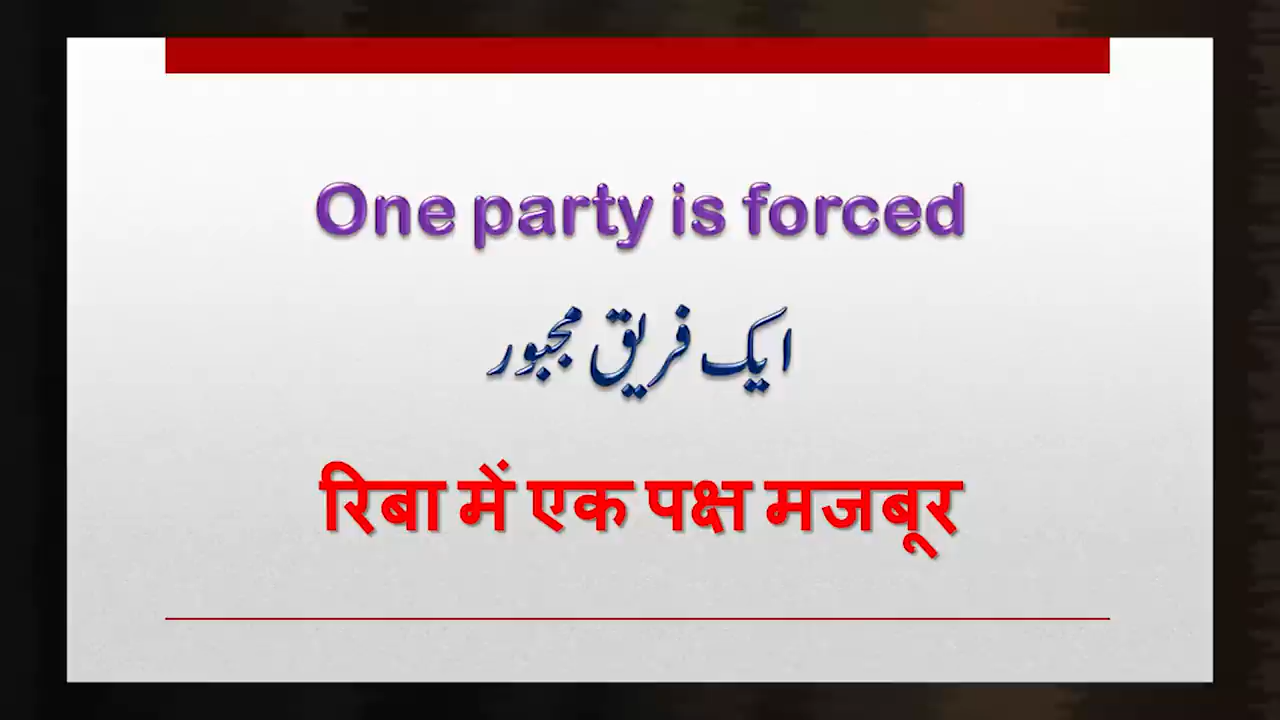 One party is forced
ایک فریق مجبور
रिबा में एक पक्ष मजबूर